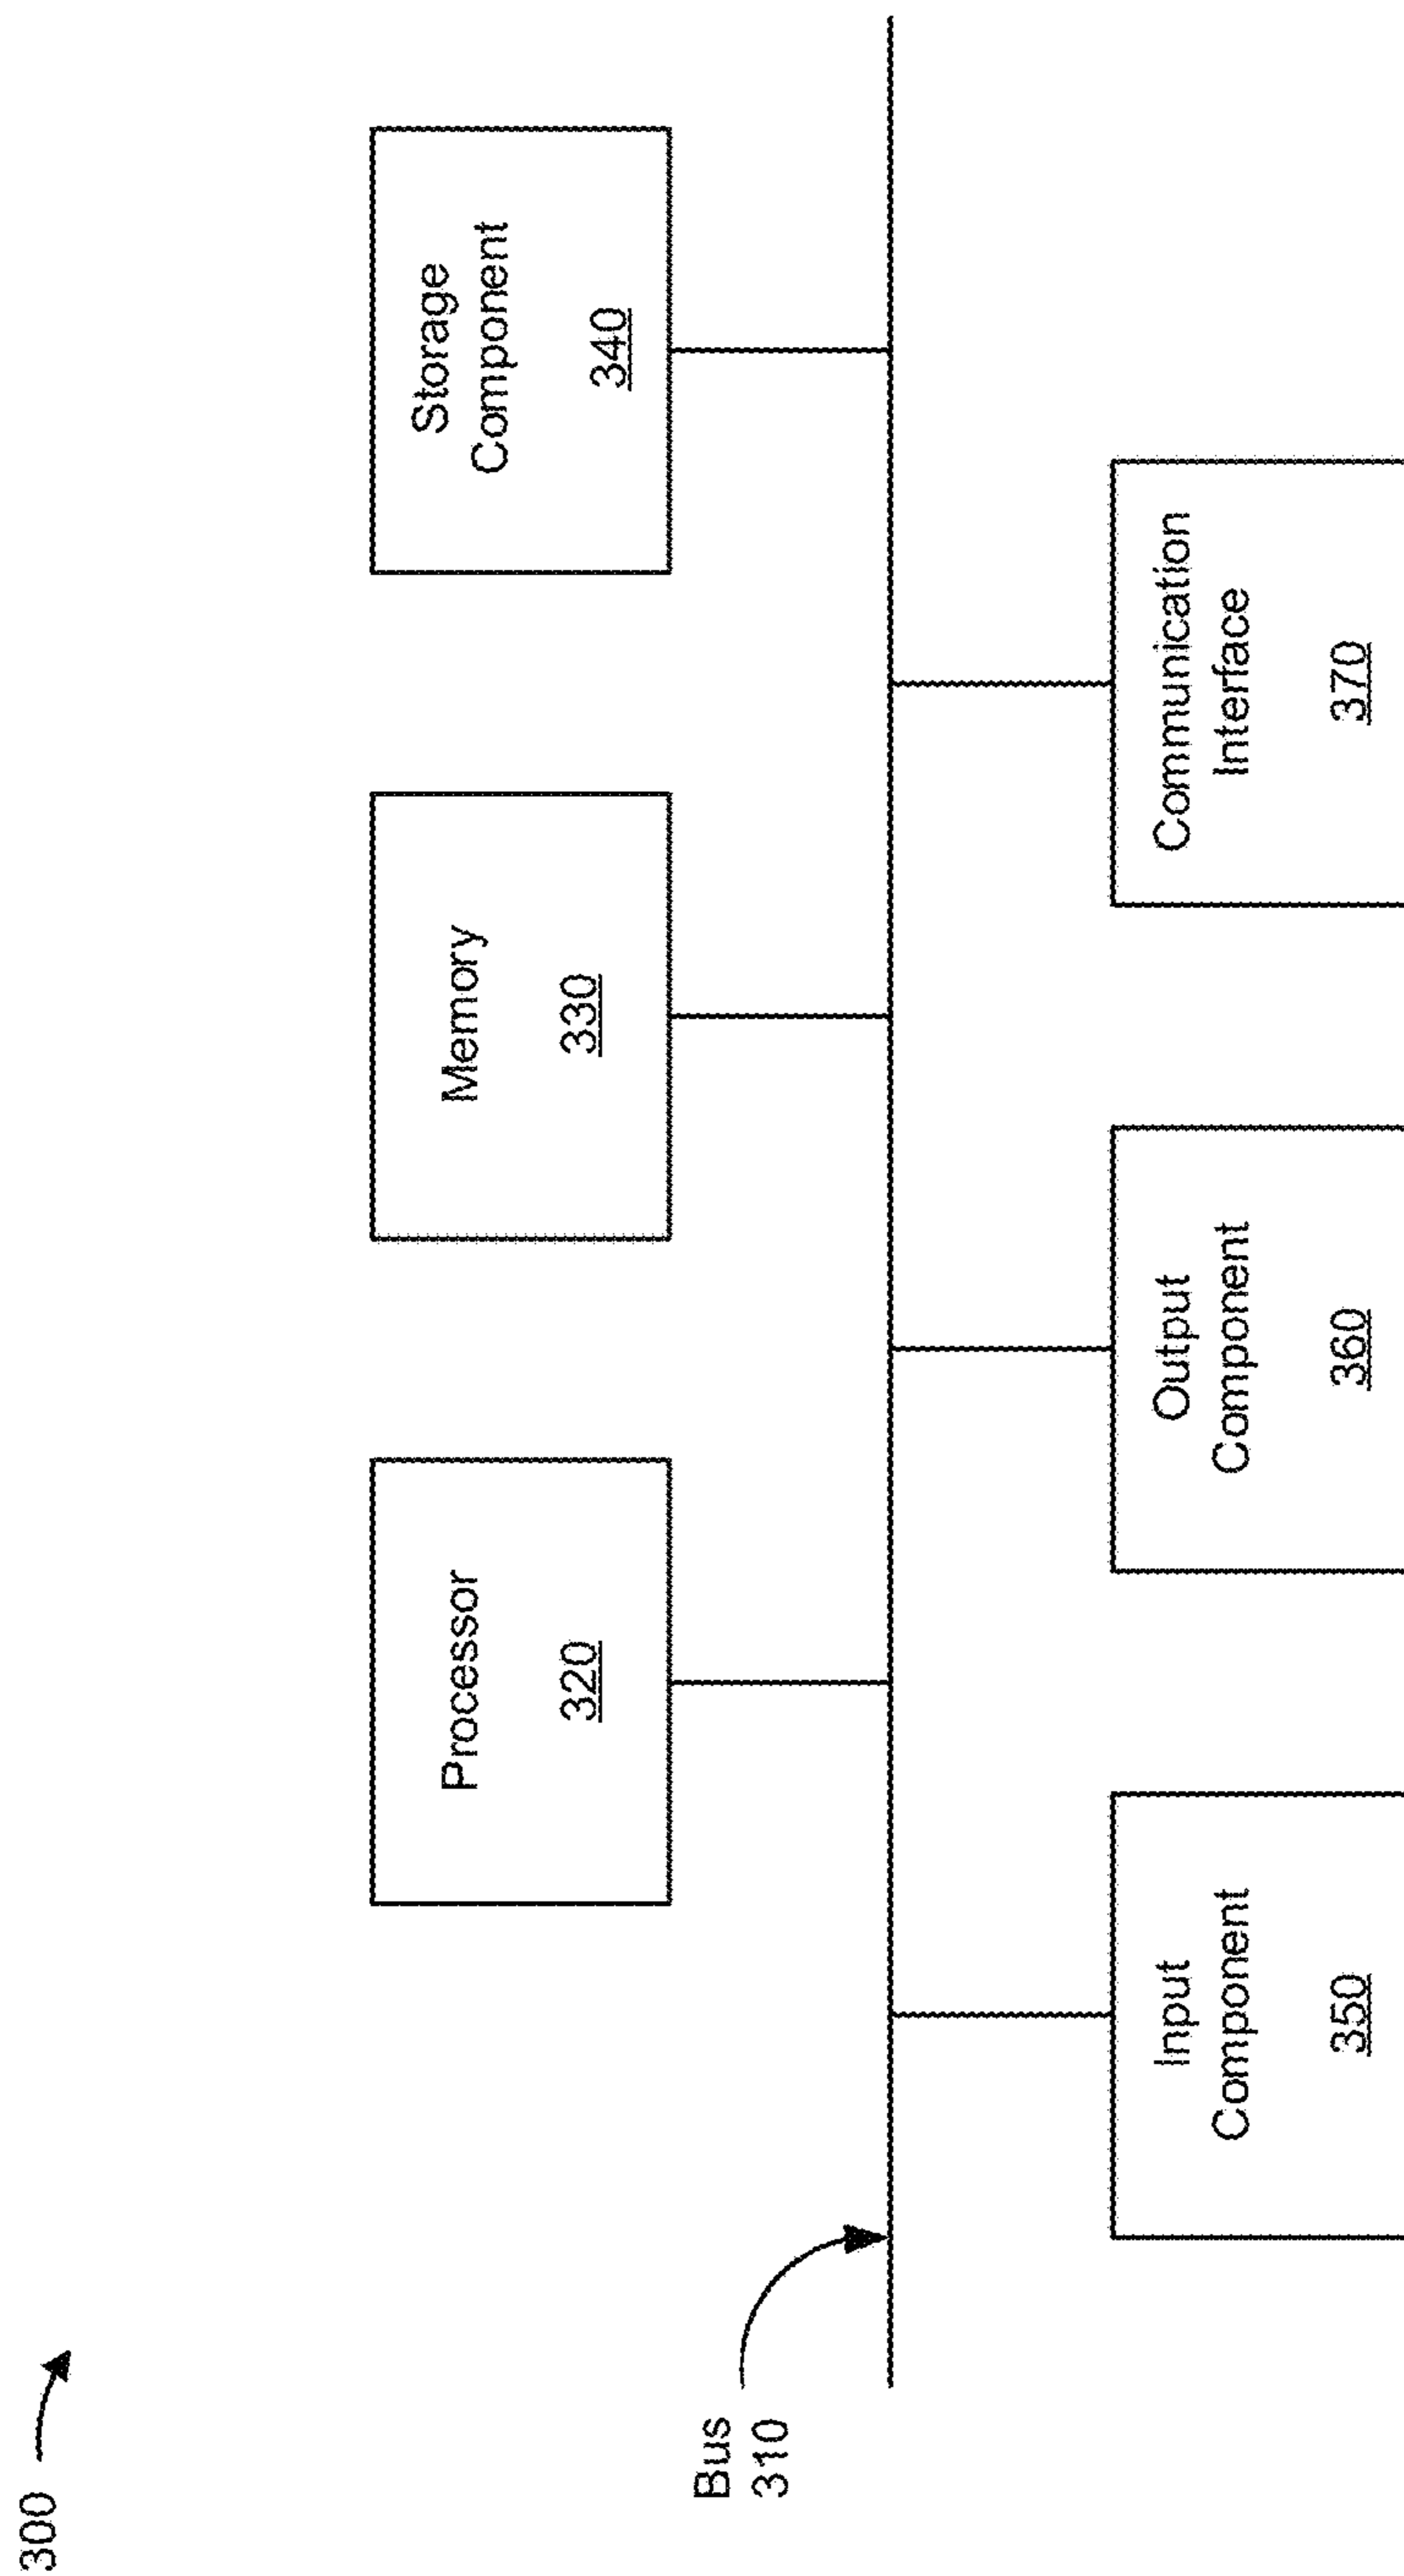 300
Processor
320
Memory
330
Storage
Component
340
Bus
310
Input
Component
350
Output
Component
360
Communication
Interface
370